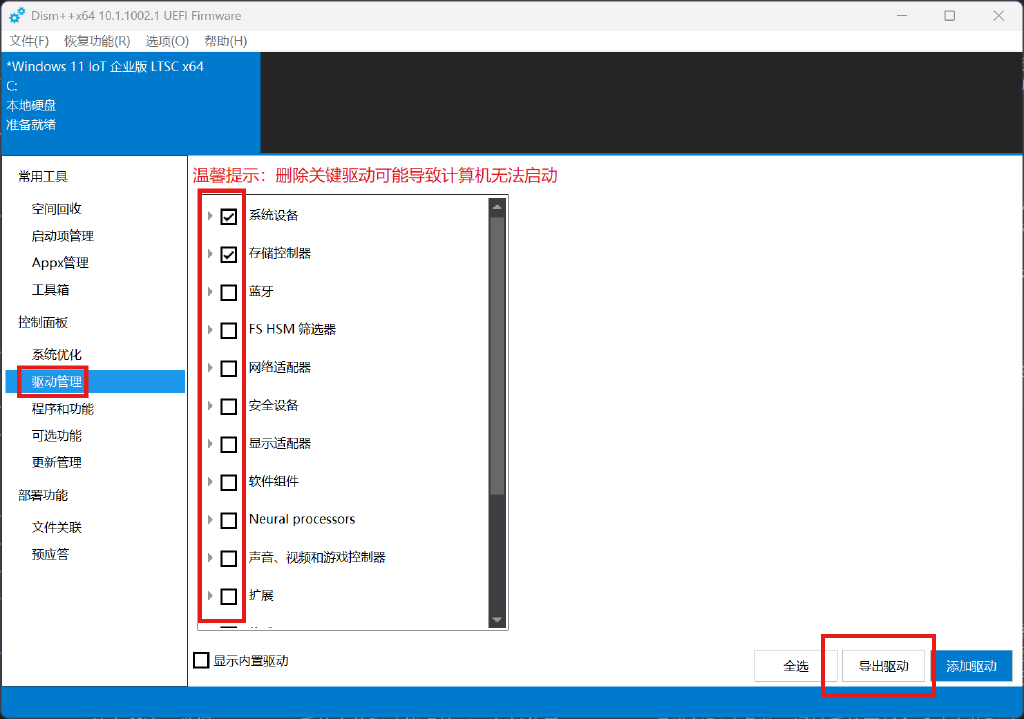 Dism++x64 10.1.1002.1 UEFI Firmware
文件(F) 恢复功能(R) 选项(O) 帮助(H)
*Windows 11 IoT 企业版 LTSC x64
C:
本地硬盘
准备就绪
常用工具
空间回收
启动项管理
Appx管理
工具箱
控制面板
系统优化
驱动管理
程序和功能
可选功能
更新管理
部署功能
文件关联
预应答
温馨提示：删除关键驱动可能导致计算机无法启动
系统设备
存储控制器
蓝牙
FS HSM 筛选器
网络适配器
安全设备
显示适配器
软件组件
Neural processors
声音、视频和游戏控制器
扩展
显示内置驱动
全选 导出驱动 添加驱动